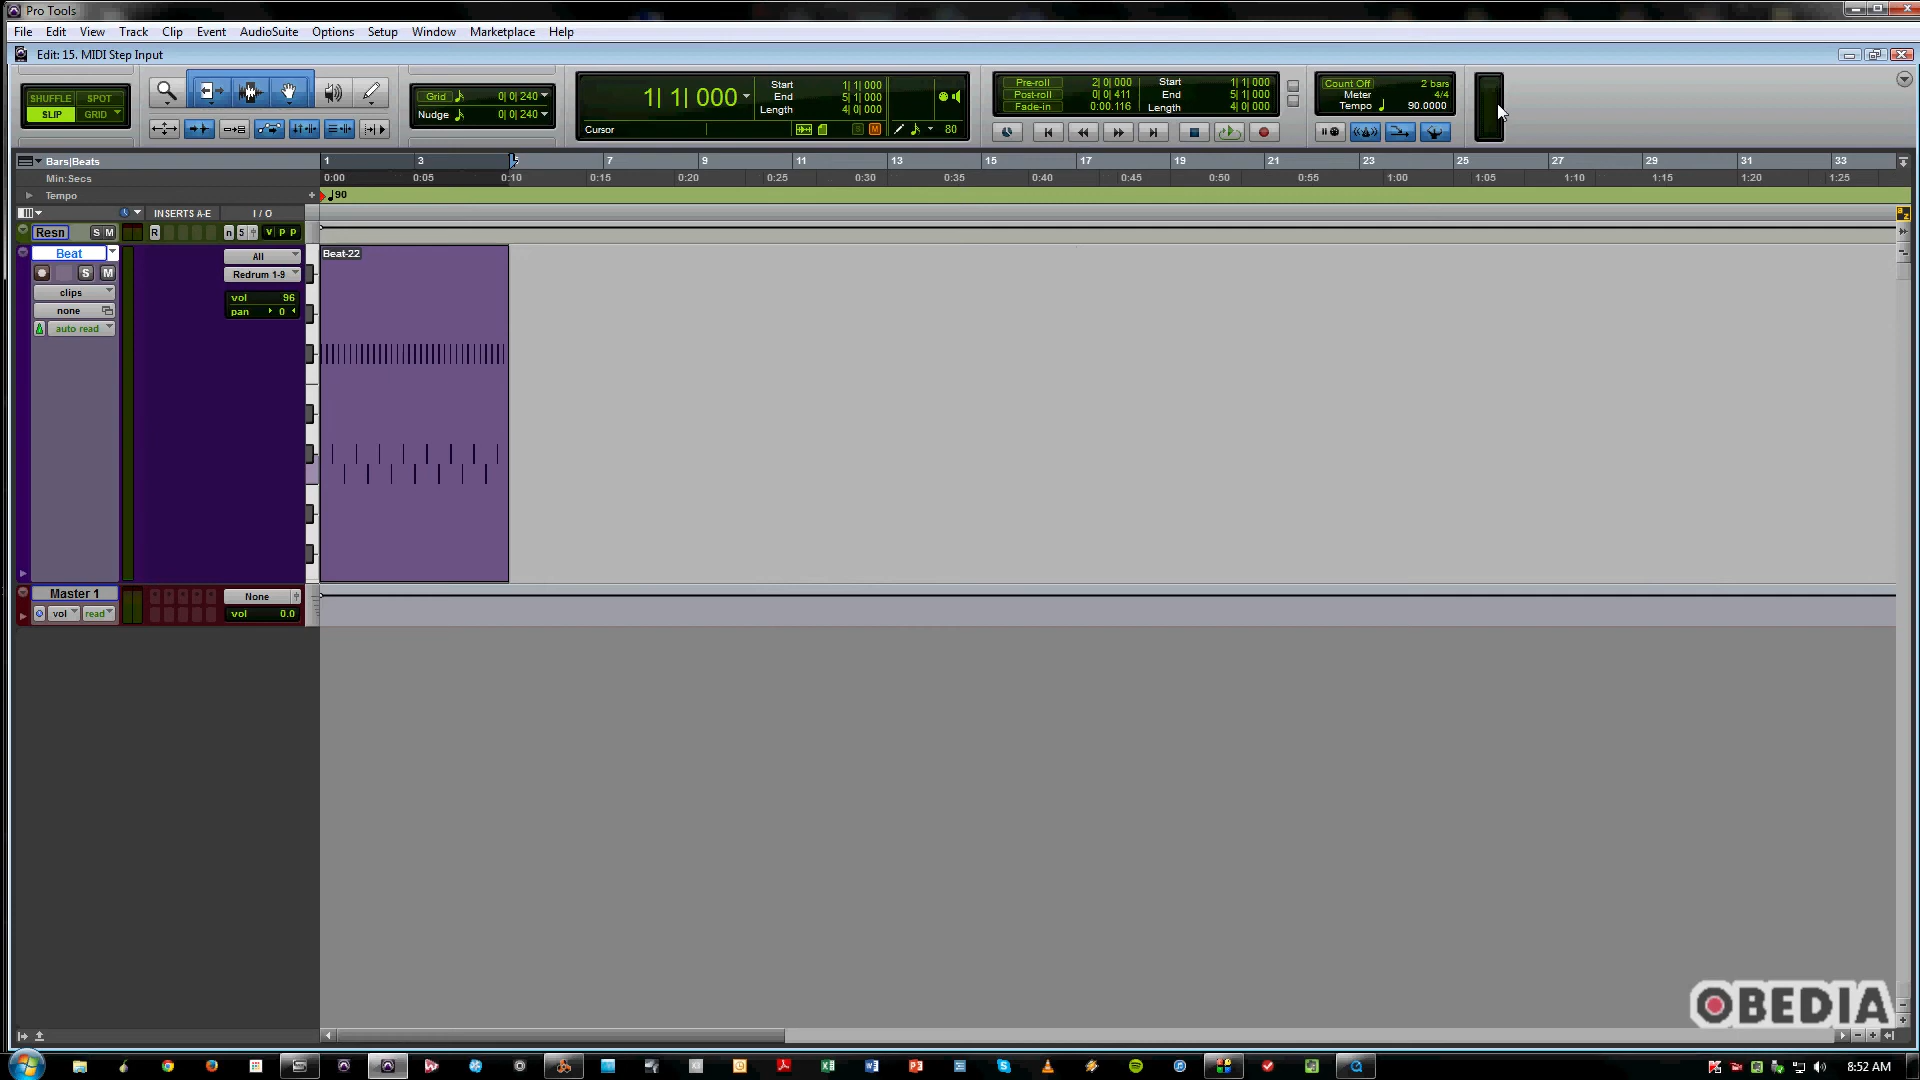 Pro Tools
File Edit View Track Clip Event AudioSuite Options Setup Window Marketplace Help
Edit: 15. MIDI Step Input
SHUFFLE SPOT
SLIP GRID
Grid 0| 0| 240
Nudge 0| 0| 240
1| 1| 000
Start 1| 1| 000
End 5| 1| 000
Length 4| 0| 000
Cursor
S M 80
Pre-roll 2| 0| 000
Post-roll 0| 0| 411
Fade-in 0:00.116
Start 1| 1| 000
End 5| 1| 000
Length 4| 0| 000
Count Off 2 bars
Meter 4/4
Tempo 90.0000
Bars|Beats 1 3 5 7 9 11 13 15 17 19 21 23 25 27 29 31 33
Min:Secs 0:00 0:05 0:10 0:15 0:20 0:25 0:30 0:35 0:40 0:45 0:50 0:55 1:00 1:05 1:10 1:15 1:20 1:25
Tempo 90
INSERTS A-E I / O
Resn S M R n 5 v p p
Beat All Beat-22
S M Redrum 1-9
clips vol 96
none pan 0
auto read
Master 1 None
vol read vol 0.0
OBEDIA
8:52 AM